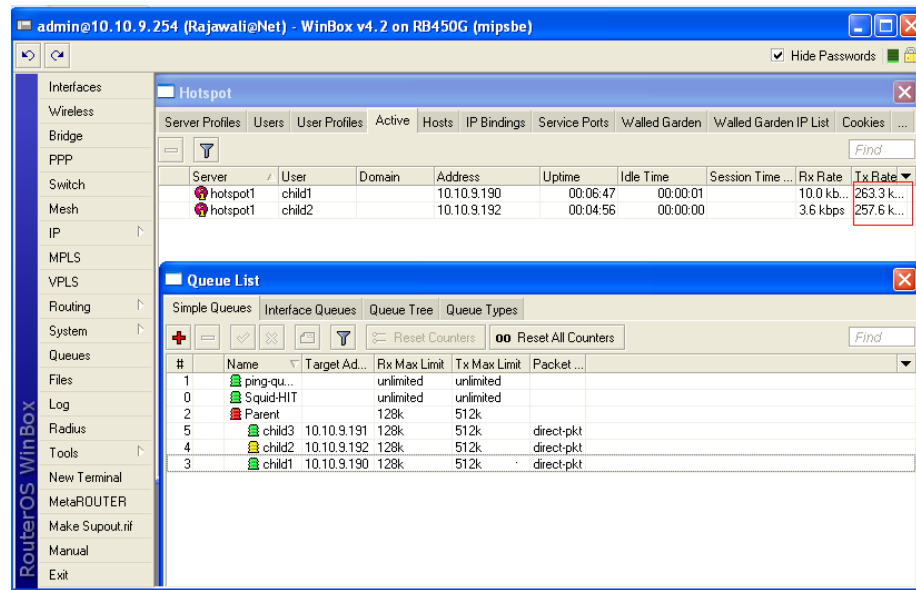 admin@10.10.9.254 (Rajawali@Net) - WinBox v4.2 on RB450G (mipsbe)
Hide Passwords
Interfaces
Wireless
Bridge
PPP
Switch
Mesh
IP
MPLS
VPLS
Routing
System
Queues
Files
Log
Radius
Tools
New Terminal
MetaROUTER
Make Supout.rif
Manual
Exit
RouterOS WinBox
Hotspot
Server Profiles Users User Profiles Active Hosts IP Bindings Service Ports Walled Garden Walled Garden IP List Cookies ...
Find
Server User Domain Address Uptime Idle Time Session Time ... Rx Rate Tx Rate
hotspot1 child1 10.10.9.190 00:06:47 00:00:01 10.0 kb... 263.3 k...
hotspot1 child2 10.10.9.192 00:04:56 00:00:00 3.6 kbps 257.6 k...
Queue List
Simple Queues Interface Queues Queue Tree Queue Types
Reset Counters 00 Reset All Counters Find
# Name Target Ad... Rx Max Limit Tx Max Limit Packet ...
1 ping-qu... unlimited unlimited
0 Squid-HIT unlimited unlimited
2 Parent 128k 512k
5 child3 10.10.9.191 128k 512k direct-pkt
4 child2 10.10.9.192 128k 512k direct-pkt
3 child1 10.10.9.190 128k 512k direct-pkt